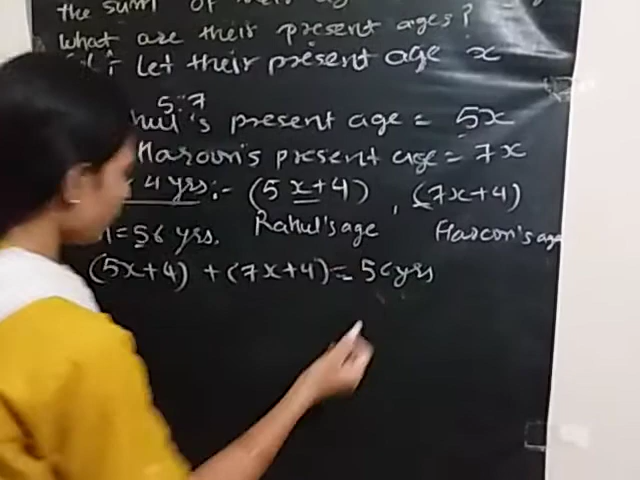 the sum of their
What are their present ages?
let their present age x
5:7
hul's present age = 5x
Haroon's present age = 7x
4 yrs:- (5x+4) , (7x+4)
= 56 yrs. Rahul's age Haroon's age
(5x+4) + (7x+4) = 56 yrs